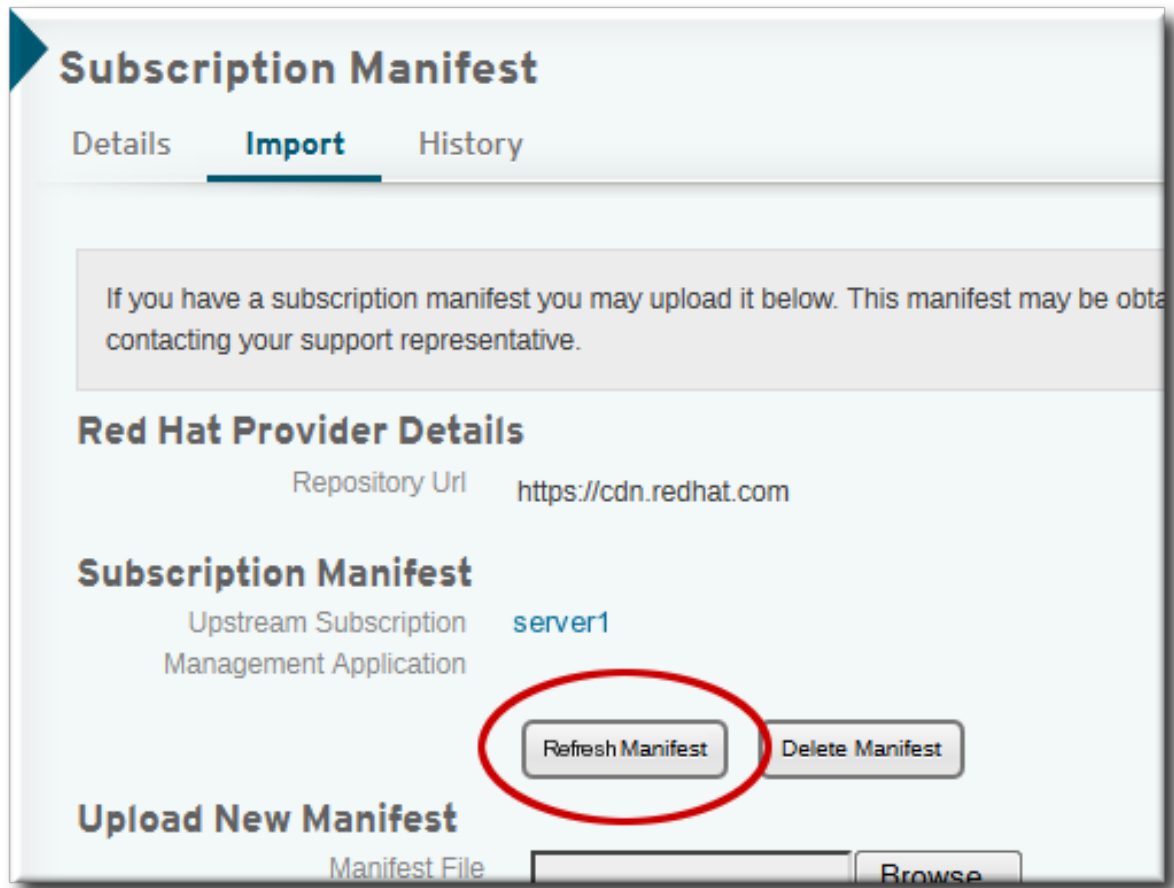 Subscription Manifest
Details Import History
If you have a subscription manifest you may upload it below. This manifest may be
contacting your support representative.
Red Hat Provider Details
Repository Url https://cdn.redhat.com
Subscription Manifest
Upstream Subscription server1
Management Application
Refresh Manifest Delete Manifest
Upload New Manifest
Manifest File Browse